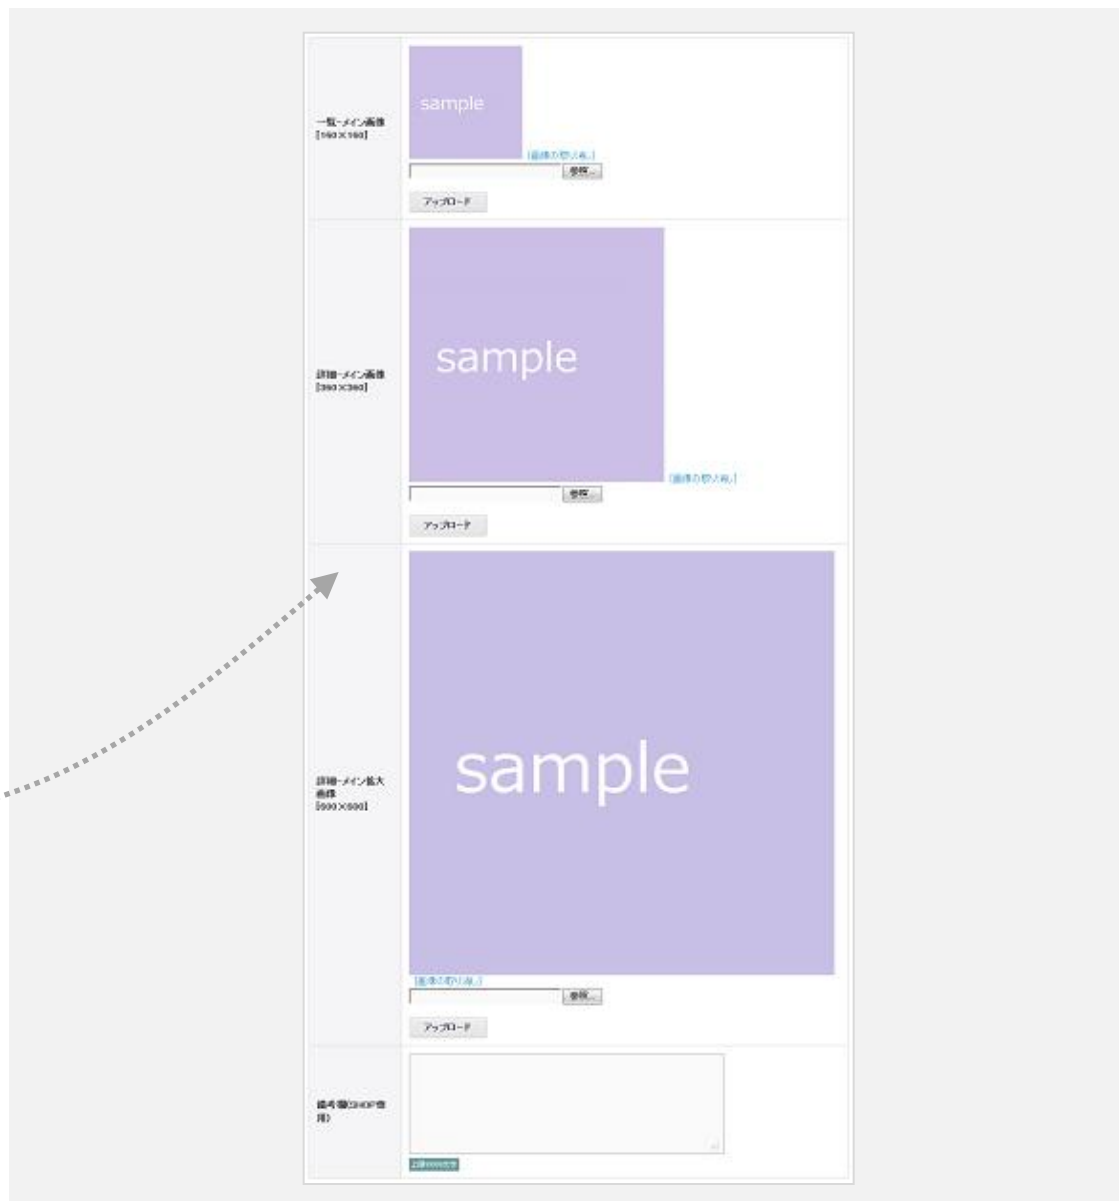 sample
一覧-メイン画像
[160×160]
[画像の取り消し]
参照...
アップロード
sample
詳細-メイン画像
[360×360]
[画像の取り消し]
参照...
アップロード
sample
詳細-メイン拡大
画像
[600×600]
[画像の取り消し]
参照...
アップロード
備考欄(SHOP専
用)